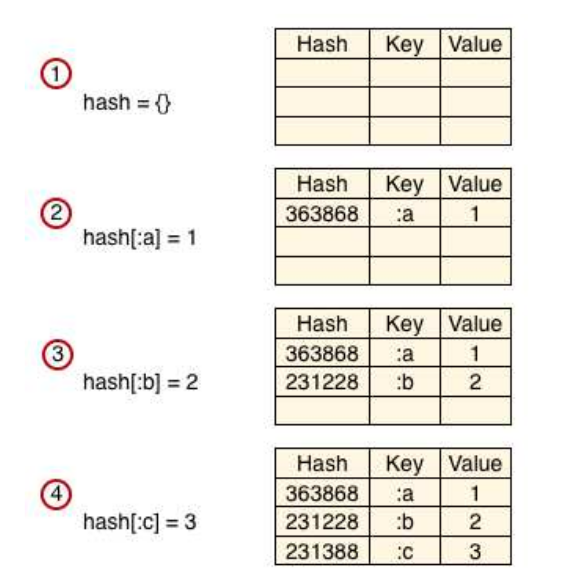 Hash Key Value
1
hash = {}
Hash Key Value
2
363868 :a 1
hash[:a] = 1
Hash Key Value
3
363868 :a 1
hash[:b] = 2
231228 :b 2
Hash Key Value
4
363868 :a 1
hash[:c] = 3
231228 :b 2
231388 :c 3